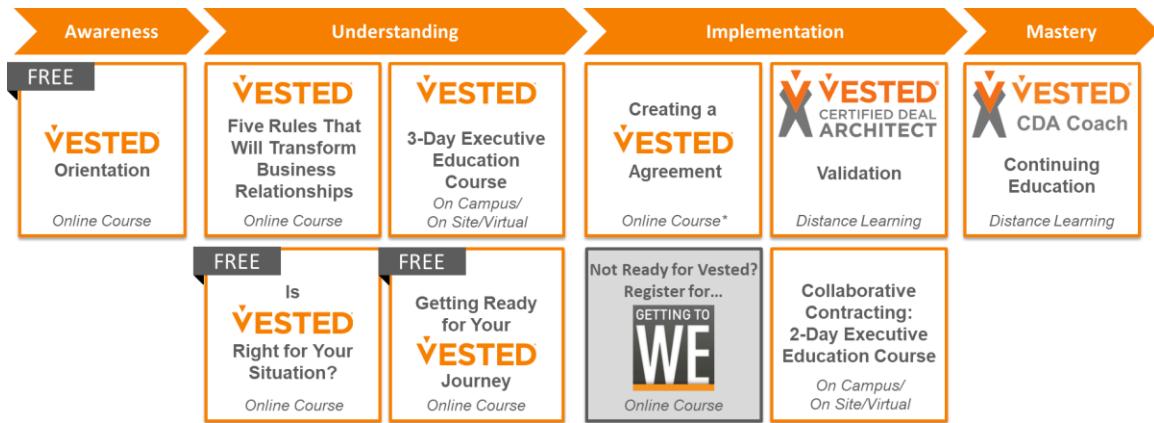 Awareness
Understanding
Implementation
Mastery
FREE
VESTED®
Orientation
Online Course
VESTED®
Five Rules That
Will Transform
Business
Relationships
Online Course
VESTED®
3-Day Executive
Education
Course
On Campus/
On Site/Virtual
Creating a
VESTED®
Agreement
Online Course*
VESTED®
CERTIFIED DEAL
ARCHITECT
Validation
Distance Learning
VESTED®
CDA Coach
Continuing
Education
Distance Learning
FREE
Is
VESTED®
Right for Your
Situation?
Online Course
FREE
Getting Ready
for Your
VESTED®
Journey
Online Course
Not Ready for Vested?
Register for...
GETTING TO
WE
Online Course
Collaborative
Contracting:
2-Day Executive
Education Course
On Campus/
On Site/Virtual